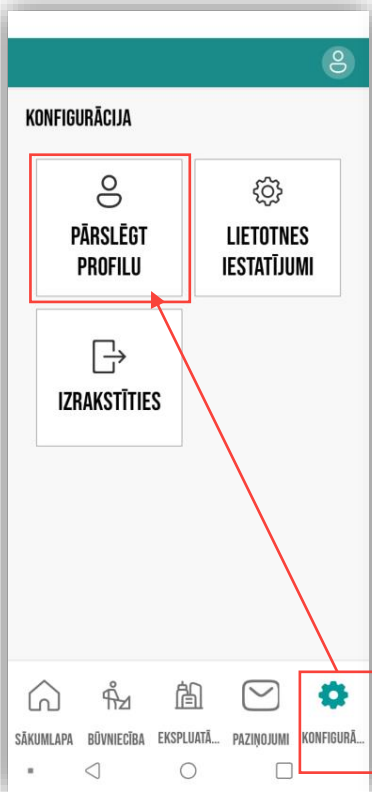 KONFIGURĀCIJA
PĀRSLĒGT
PROFILU
LIETOTNES
IESTATĪJUMI
IZRAKSTĪTIES
SĀKUMLAPA
BŪVNIECĪBA
EKSPLUATĀ...
PAZIŅOJUMI
KONFIGURĀ...